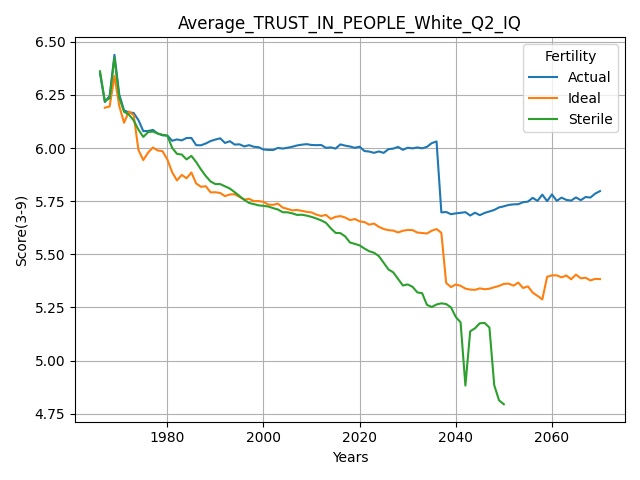 Average_TRUST_IN_PEOPLE_White_Q2_IQ
6.50
6.25
6.00
5.75
5.50
5.25
5.00
4.75
Score(3-9)
Fertility
Actual
Ideal
Sterile
1980
2000
2020
2040
2060
Years